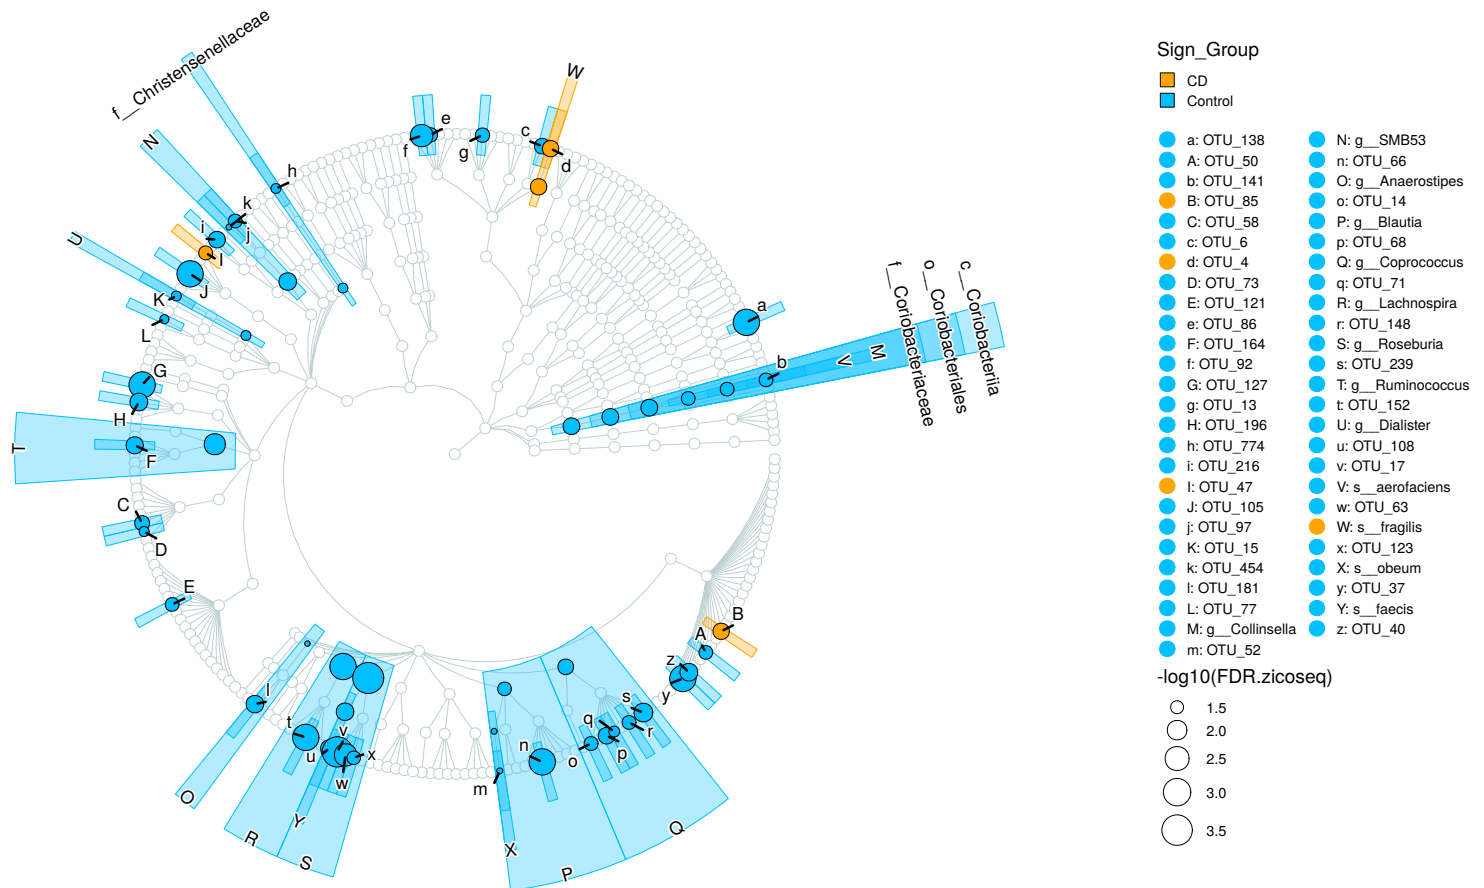 Sign_Group
CD
Control
a: OTU_138
A: OTU_50
b: OTU_141
B: OTU_85
C: OTU_58
c: OTU_6
d: OTU_4
D: OTU_73
E: OTU_121
e: OTU_86
F: OTU_164
f: OTU_92
G: OTU_127
g: OTU_13
H: OTU_196
h: OTU_774
i: OTU_216
I: OTU_47
J: OTU_105
j: OTU_97
K: OTU_15
k: OTU_454
l: OTU_181
L: OTU_77
M: g__Collinsella
m: OTU_52
N: g__SMB53
n: OTU_66
O: g__Anaerostipes
o: OTU_14
P: g__Blautia
p: OTU_68
Q: g__Coprococcus
q: OTU_71
R: g__Lachnospira
r: OTU_148
S: g__Roseburia
s: OTU_239
T: g__Ruminococcus
t: OTU_152
U: g__Dialister
u: OTU_108
v: OTU_17
V: s__aerofaciens
w: OTU_63
W: s__fragilis
x: OTU_123
X: s__obeum
y: OTU_37
Y: s__faecis
z: OTU_40
-log10(FDR.zicoseq)
1.5
2.0
2.5
3.0
3.5
f__Christensenellaceae
N
h
k
j
i
I
J
U
K
L
G
H
T
F
C
D
E
l
O
t
u
v
w
x
R
Y
S
m
n
X
P
o
q
p
s
r
Q
y
z
A
B
f
e
g
c
d
W
a
b
V
M
f__Coriobacteriaceae
o__Coriobacteriales
c__Coriobacteriia